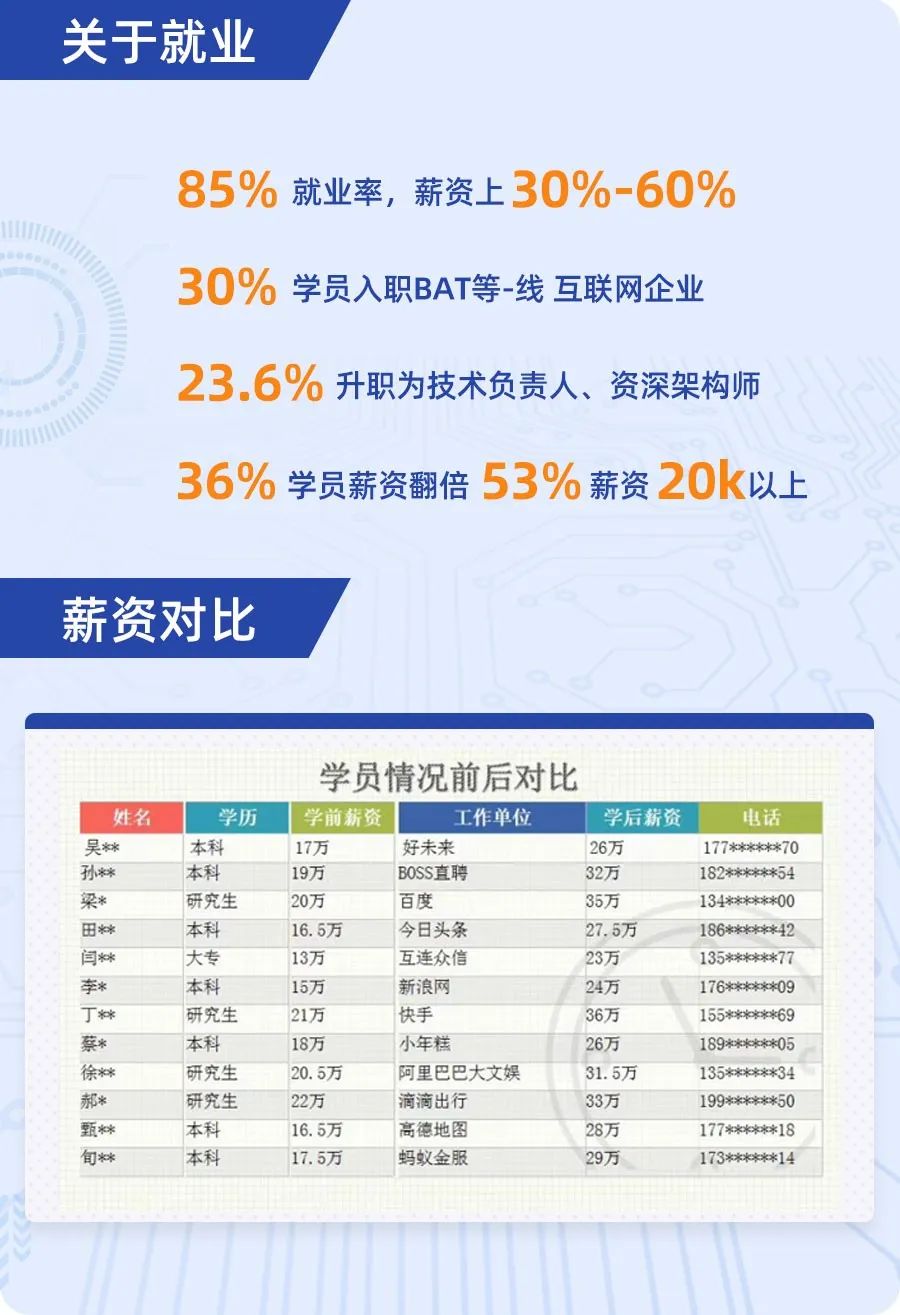 关于就业
85% 就业率，薪资上30%-60%
30% 学员入职BAT等-线 互联网企业
23.6% 升职为技术负责人、资深架构师
36% 学员薪资翻倍 53% 薪资 20k以上
薪资对比
学员情况前后对比
姓名 学历 学前薪资 工作单位 学后薪资 电话
吴** 本科 17万 好未来 26万 177******70
孙** 本科 19万 BOSS直聘 32万 182******54
梁* 研究生 20万 百度 35万 134******00
田** 本科 16.5万 今日头条 27.5万 186******42
闫** 大专 13万 互连众信 23万 135******77
李* 本科 15万 新浪网 24万 176******09
丁** 研究生 21万 快手 36万 155******69
蔡* 本科 18万 小年糕 26万 189******05
徐** 研究生 20.5万 阿里巴巴大文娱 31.5万 135******34
郝* 研究生 22万 滴滴出行 33万 199******50
甄** 本科 16.5万 高德地图 28万 177******18
旬** 本科 17.5万 蚂蚁金服 29万 173******14